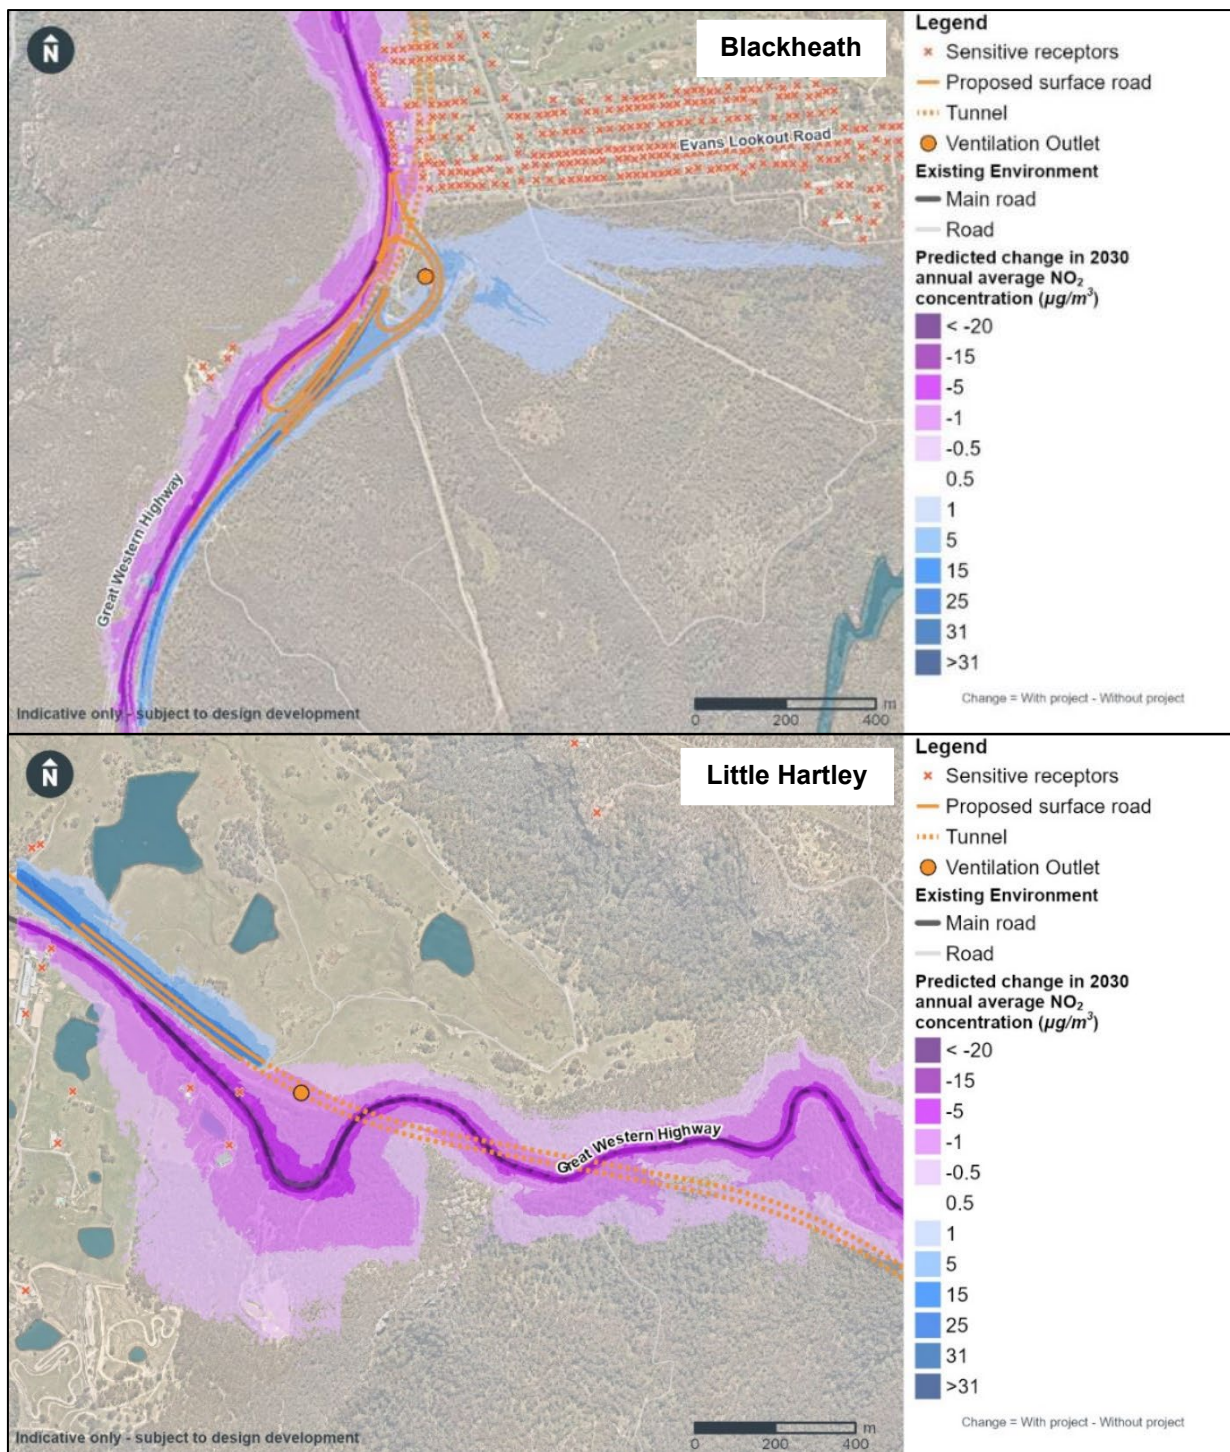 N
Blackheath
Evans Lookout Road
Great Western Highway
Indicative only - subject to design development
m
0 200 400
Legend
Sensitive receptors
Proposed surface road
Tunnel
Ventilation Outlet
Existing Environment
Main road
Road
Predicted change in 2030
annual average NO₂
concentration (µg/m³)
< -20
-15
-5
-1
-0.5
0.5
1
5
15
25
31
>31
Change = With project - Without project
N
Little Hartley
Great Western Highway
Indicative only - subject to design development
m
0 200 400
Legend
Sensitive receptors
Proposed surface road
Tunnel
Ventilation Outlet
Existing Environment
Main road
Road
Predicted change in 2030
annual average NO₂
concentration (µg/m³)
< -20
-15
-5
-1
-0.5
0.5
1
5
15
25
31
>31
Change = With project - Without project